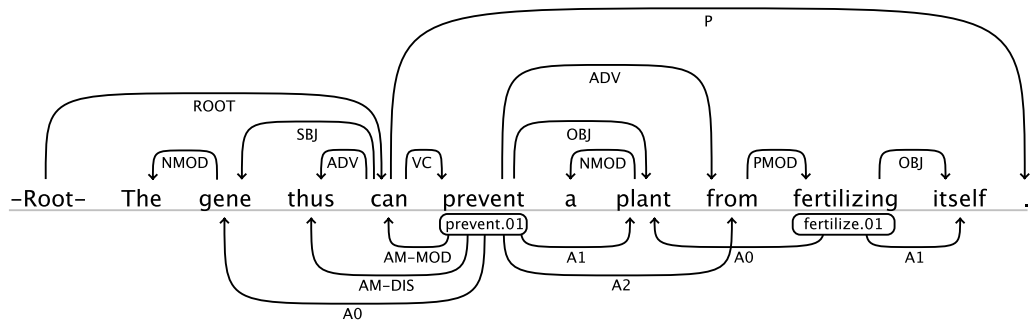 P
ADV
ROOT
SBJ OBJ
NMOD ADV VC NMOD PMOD OBJ
-Root- The gene thus can prevent a plant from fertilizing itself .
prevent.01 fertilize.01
AM-MOD A1 A0 A1
AM-DIS A2
A0